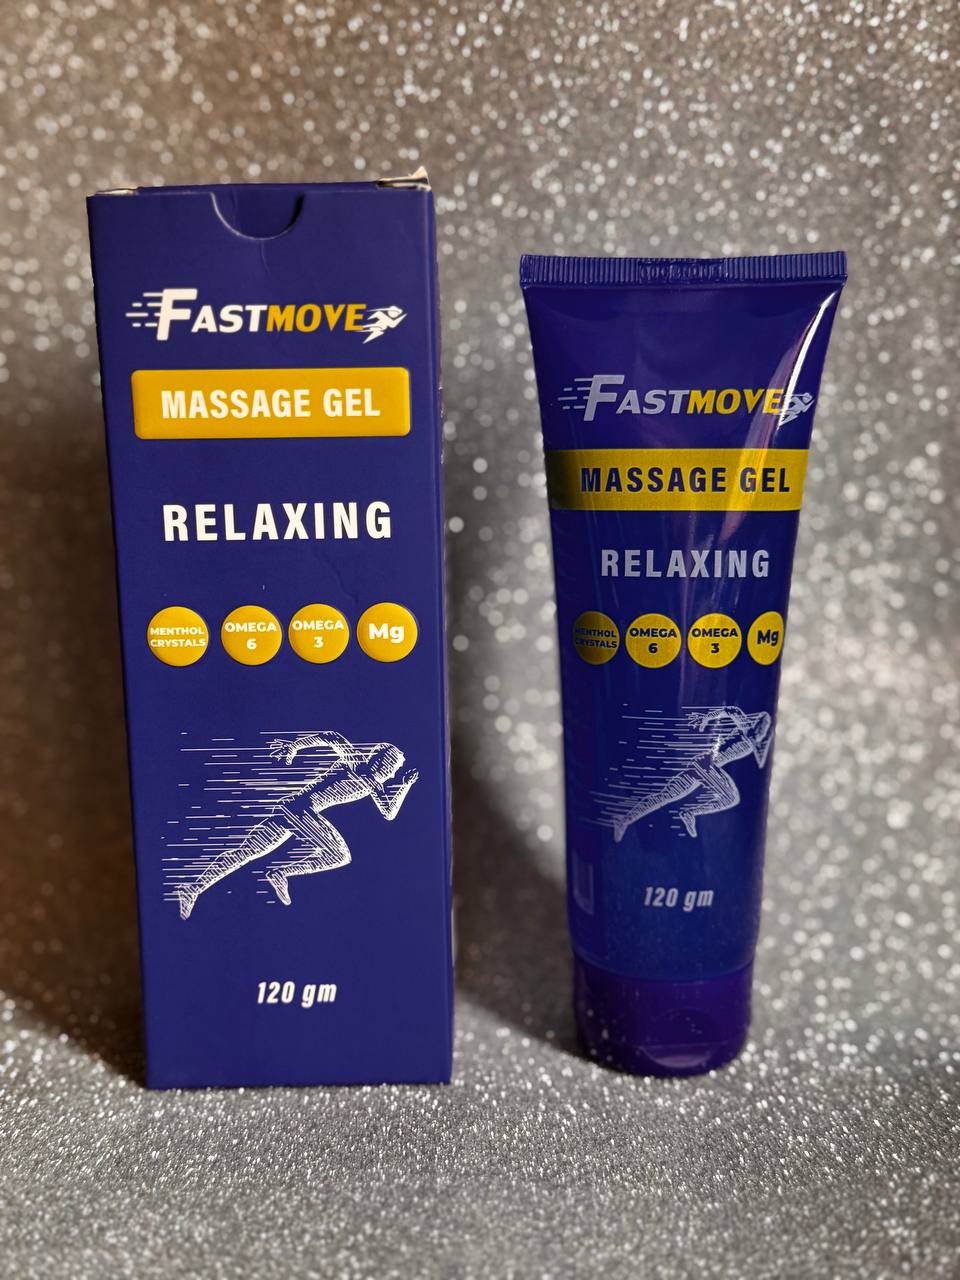 FASTMOVE
MASSAGE GEL
RELAXING
MENTHOL
CRYSTALS
OMEGA
6
OMEGA
3
Mg
120 gm
FASTMOVE
MASSAGE GEL
RELAXING
MENTHOL
CRYSTALS
OMEGA
6
OMEGA
3
Mg
120 gm